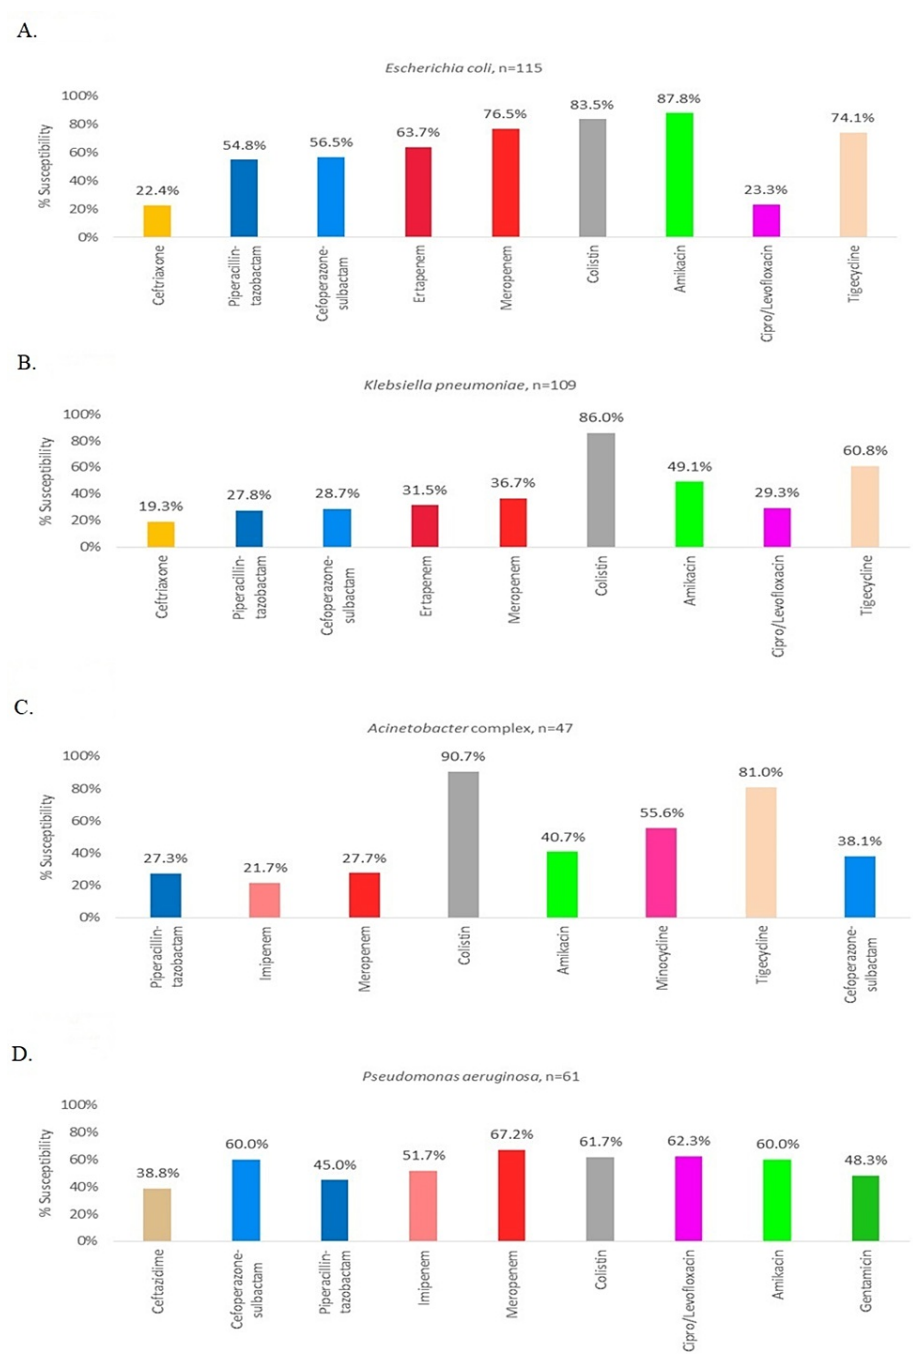 A.
Escherichia coli, n=115
% Susceptibility
100%
80%
60%
40%
20%
0%
22.4%
54.8%
56.5%
63.7%
76.5%
83.5%
87.8%
23.3%
74.1%
Ceftriaxone
Piperacillin-
tazobactam
Cefoperazone-
sulbactam
Ertapenem
Meropenem
Colistin
Amikacin
Cipro/Levofloxacin
Tigecycline
B.
Klebsiella pneumoniae, n=109
% Susceptibility
100%
80%
60%
40%
20%
0%
19.3%
27.8%
28.7%
31.5%
36.7%
86.0%
49.1%
29.3%
60.8%
Ceftriaxone
Piperacillin-
tazobactam
Cefoperazone-
sulbactam
Ertapenem
Meropenem
Colistin
Amikacin
Cipro/Levofloxacin
Tigecycline
C.
Acinetobacter complex, n=47
% Susceptibility
100%
80%
60%
40%
20%
0%
27.3%
21.7%
27.7%
90.7%
40.7%
55.6%
81.0%
38.1%
Piperacillin-
tazobactam
Imipenem
Meropenem
Colistin
Amikacin
Minocycline
Tigecycline
Cefoperazone-
sulbactam
D.
Pseudomonas aeruginosa, n=61
% Susceptibility
100%
80%
60%
40%
20%
0%
38.8%
60.0%
45.0%
51.7%
67.2%
61.7%
62.3%
60.0%
48.3%
Ceftazidime
Cefoperazone-
sulbactam
Piperacillin-
tazobactam
Imipenem
Meropenem
Colistin
Cipro/Levofloxacin
Amikacin
Gentamicin